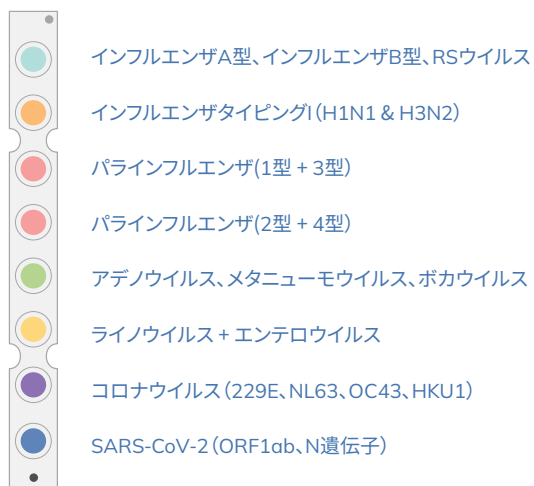 インフルエンザA型、インフルエンザB型、RSウイルス
インフルエンザタイピングI（H1N1 & H3N2）
パラインフルエンザ(1型 + 3型）
パラインフルエンザ(2型 + 4型）
アデノウイルス、メタニューモウイルス、ボカウイルス
ライノウイルス + エンテロウイルス
コロナウイルス（229E、NL63、OC43、HKU1）
SARS-CoV-2（ORF1ab、N遺伝子）